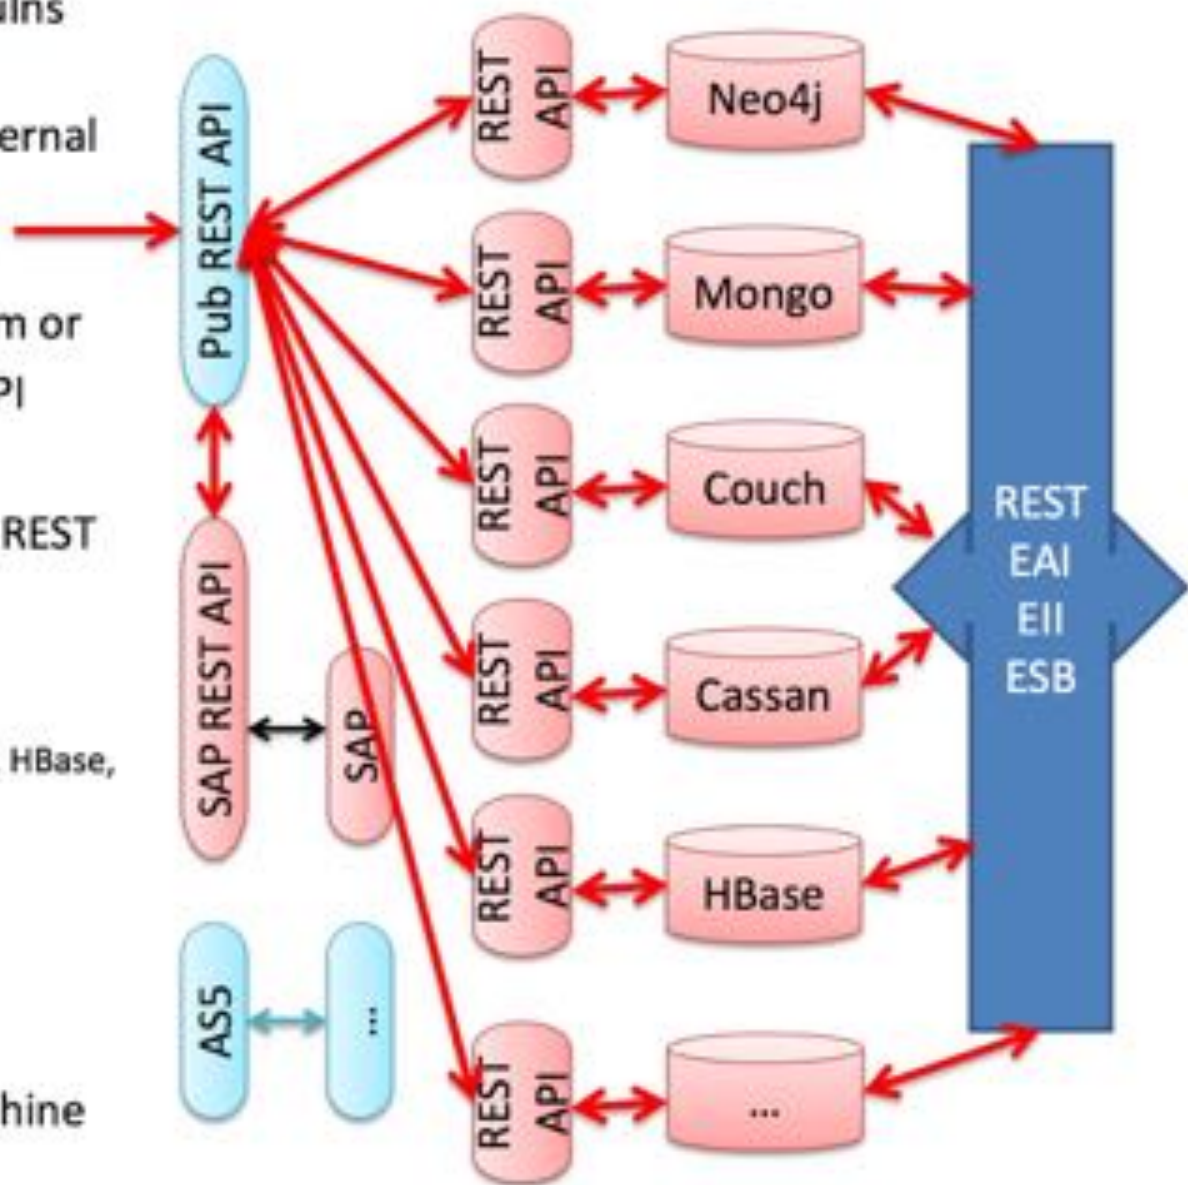 ernal
m or
PI
REST
HBase,
hine
Pub REST API
SAP REST API
SAP
AS5
...
REST
API
Neo4j
REST
API
Mongo
REST
API
Couch
REST
API
Cassan
REST
API
HBase
REST
API
...
REST
EAI
EII
ESB